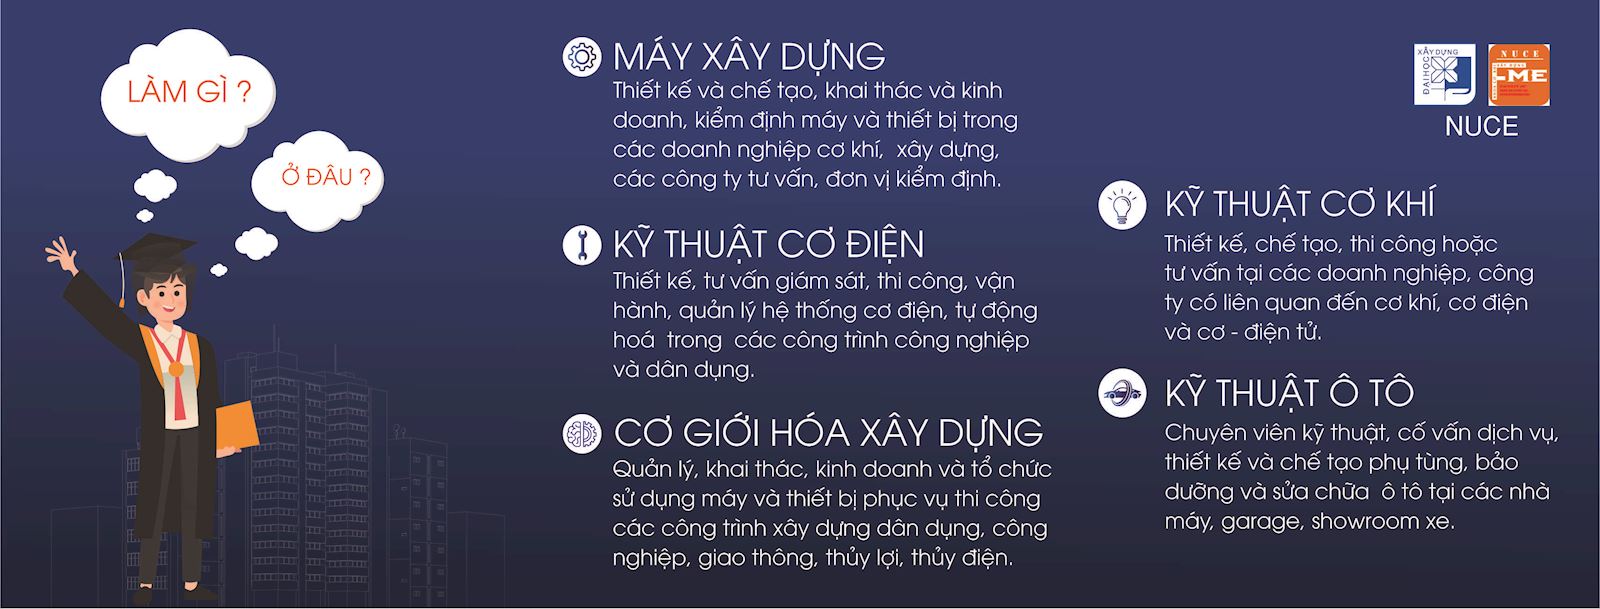 LÀM GÌ ?
Ở ĐÂU ?
MÁY XÂY DỰNG
Thiết kế và chế tạo, khai thác và kinh
doanh, kiểm định máy và thiết bị trong
các doanh nghiệp cơ khí, xây dựng,
các công ty tư vấn, đơn vị kiểm định.
KỸ THUẬT CƠ ĐIỆN
Thiết kế, tư vấn giám sát, thi công, vận
hành, quản lý hệ thống cơ điện, tự động
hoá trong các công trình công nghiệp
và dân dụng.
CƠ GIỚI HÓA XÂY DỰNG
Quản lý, khai thác, kinh doanh và tổ chức
sử dụng máy và thiết bị phục vụ thi công
các công trình xây dựng dân dụng, công
nghiệp, giao thông, thủy lợi, thủy điện.
XÂY DỰNG
ĐẠI HỌC
NUCE
XÂY DỰNG
ME
NUCE
KỸ THUẬT CƠ KHÍ
Thiết kế, chế tạo, thi công hoặc
tư vấn tại các doanh nghiệp, công
ty có liên quan đến cơ khí, cơ điện
và cơ - điện tử.
KỸ THUẬT Ô TÔ
Chuyên viên kỹ thuật, cố vấn dịch vụ,
thiết kế và chế tạo phụ tùng, bảo
dưỡng và sửa chữa ô tô tại các nhà
máy, garage, showroom xe.